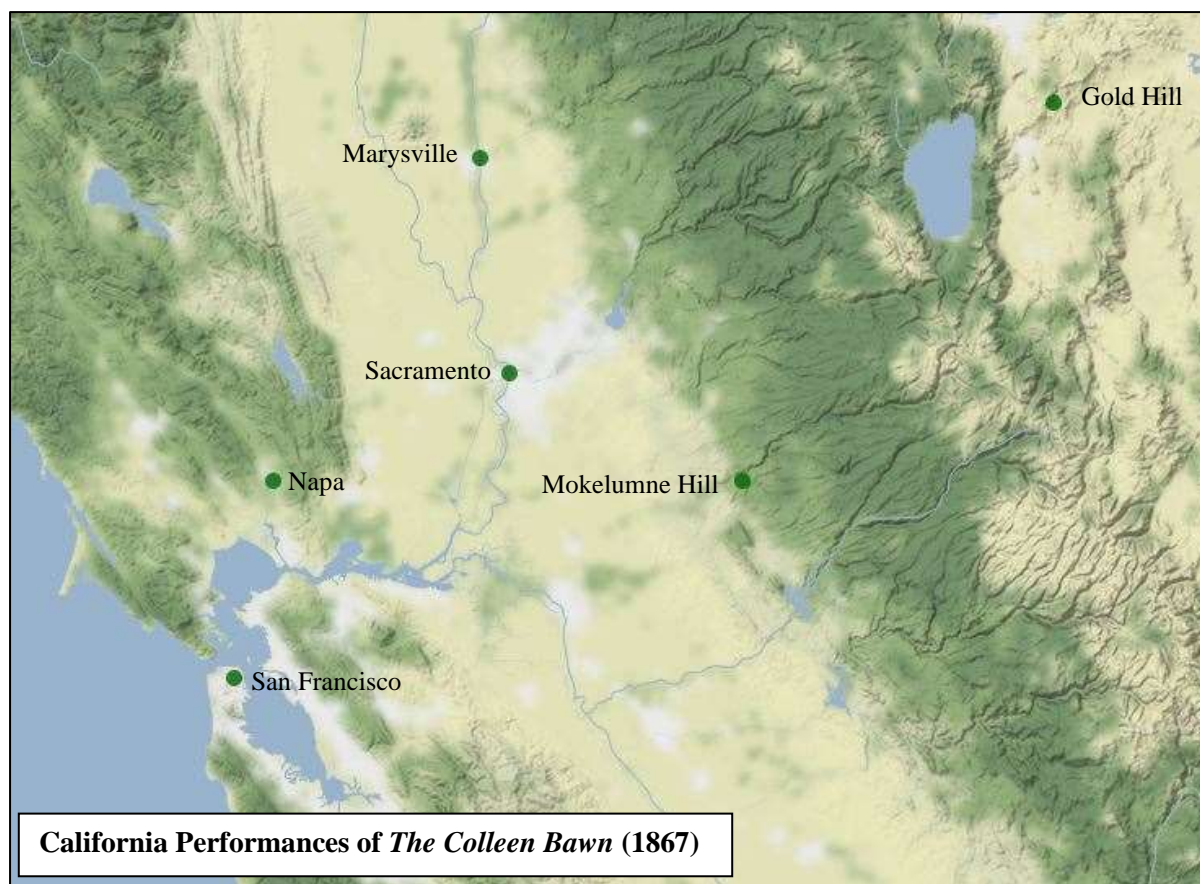 Gold Hill
Marysville
Sacramento
Napa
Mokelumne Hill
San Francisco
California Performances of The Colleen Bawn (1867)